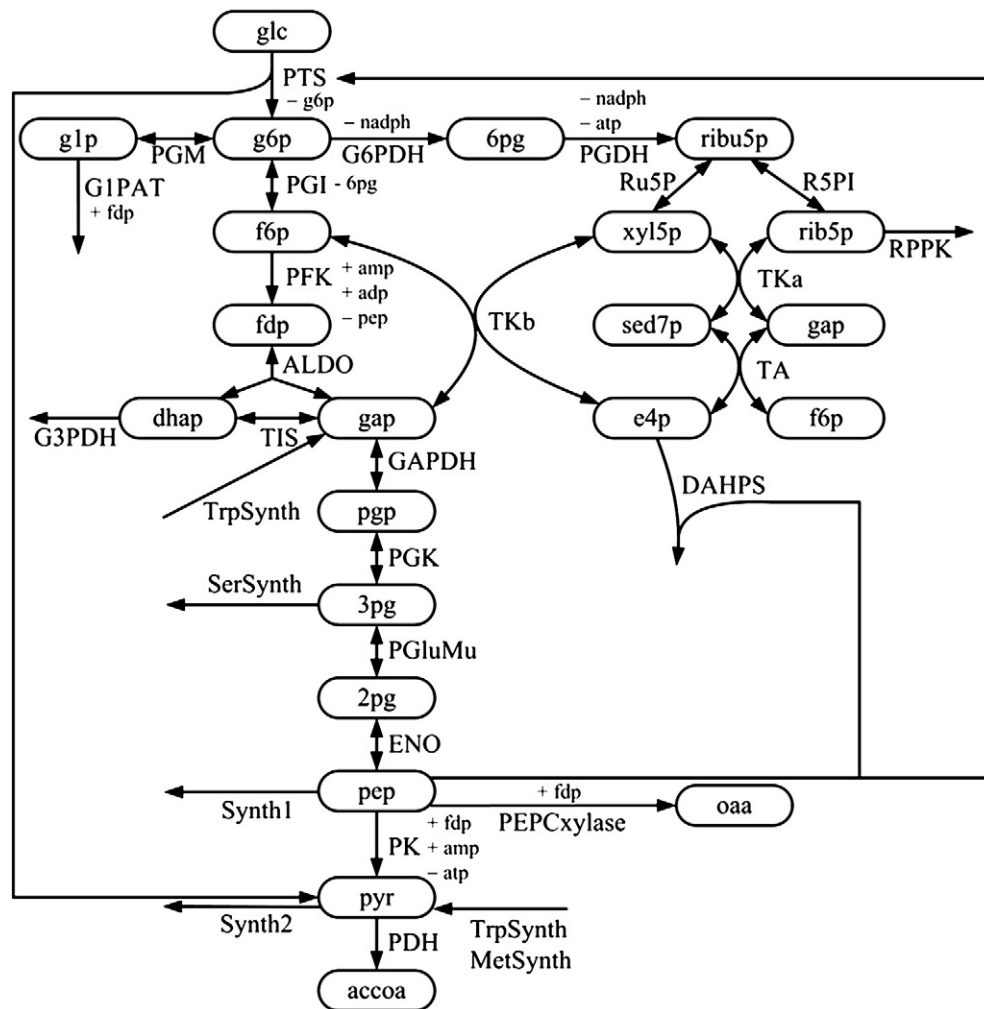 glc
PTS
– g6p
g1p
PGM
g6p
– nadph
G6PDH
6pg
– nadph
– atp
PGDH
ribu5p
G1PAT
+ fdp
PGI - 6pg
Ru5P
R5PI
f6p
xyl5p
rib5p
RPPK
PFK
+ amp
+ adp
– pep
TKa
fdp
TKb
sed7p
gap
ALDO
TA
dhap
G3PDH
TIS
gap
e4p
f6p
GAPDH
TrpSynth
DAHPS
pgp
PGK
SerSynth
3pg
PGluMu
2pg
ENO
pep
Synth1
+ fdp
PEPCxylase
oaa
PK
+ fdp
+ amp
– atp
pyr
Synth2
TrpSynth
MetSynth
PDH
accoa